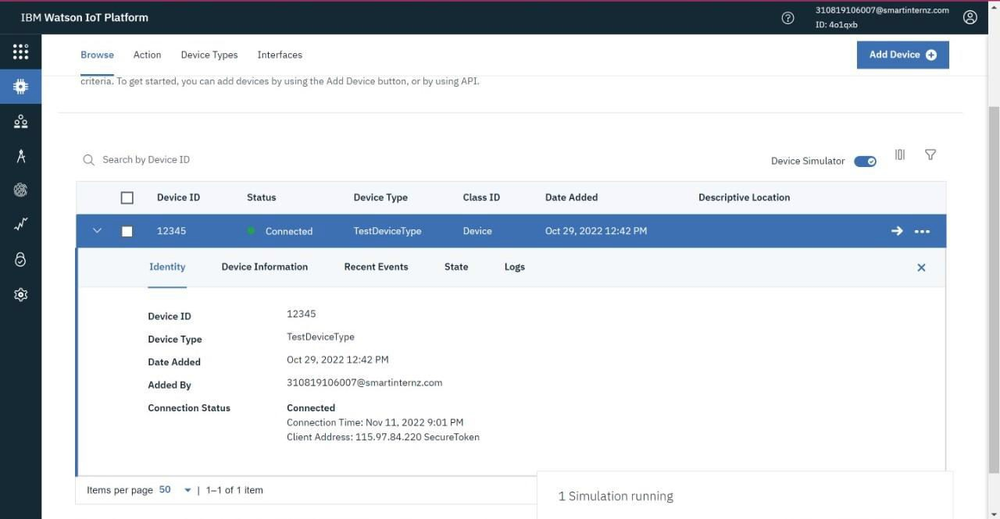 IBM Watson IoT Platform
310819106007@smartinternz.com
ID: 4o1qxb
Browse Action Device Types Interfaces
Add Device
criteria. To get started, you can add devices by using the Add Device button, or by using API.
Search by Device ID
Device Simulator
Device ID Status Device Type Class ID Date Added Descriptive Location
12345 Connected TestDeviceType Device Oct 29, 2022 12:42 PM
Identity Device Information Recent Events State Logs
Device ID 12345
Device Type TestDeviceType
Date Added Oct 29, 2022 12:42 PM
Added By 310819106007@smartinternz.com
Connection Status Connected
Connection Time: Nov 11, 2022 9:01 PM
Client Address: 115.97.84.220 SecureToken
Items per page 50 | 1–1 of 1 item
1 Simulation running